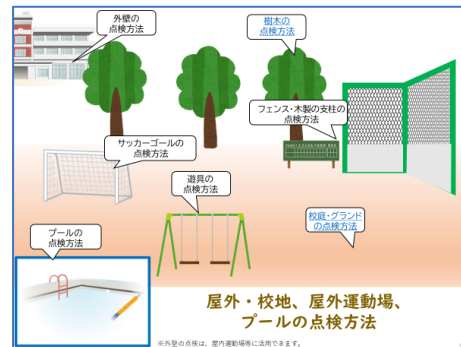 外壁の
点検方法
樹木の
点検方法
フェンス・木製の支柱の
点検方法
サッカーゴールの
点検方法
遊具の
点検方法
校庭・グランド
の点検方法
プールの
点検方法
屋外・校地、屋外運動場、
プールの点検方法
※外壁の点検は、屋内運動場等に活用できます。